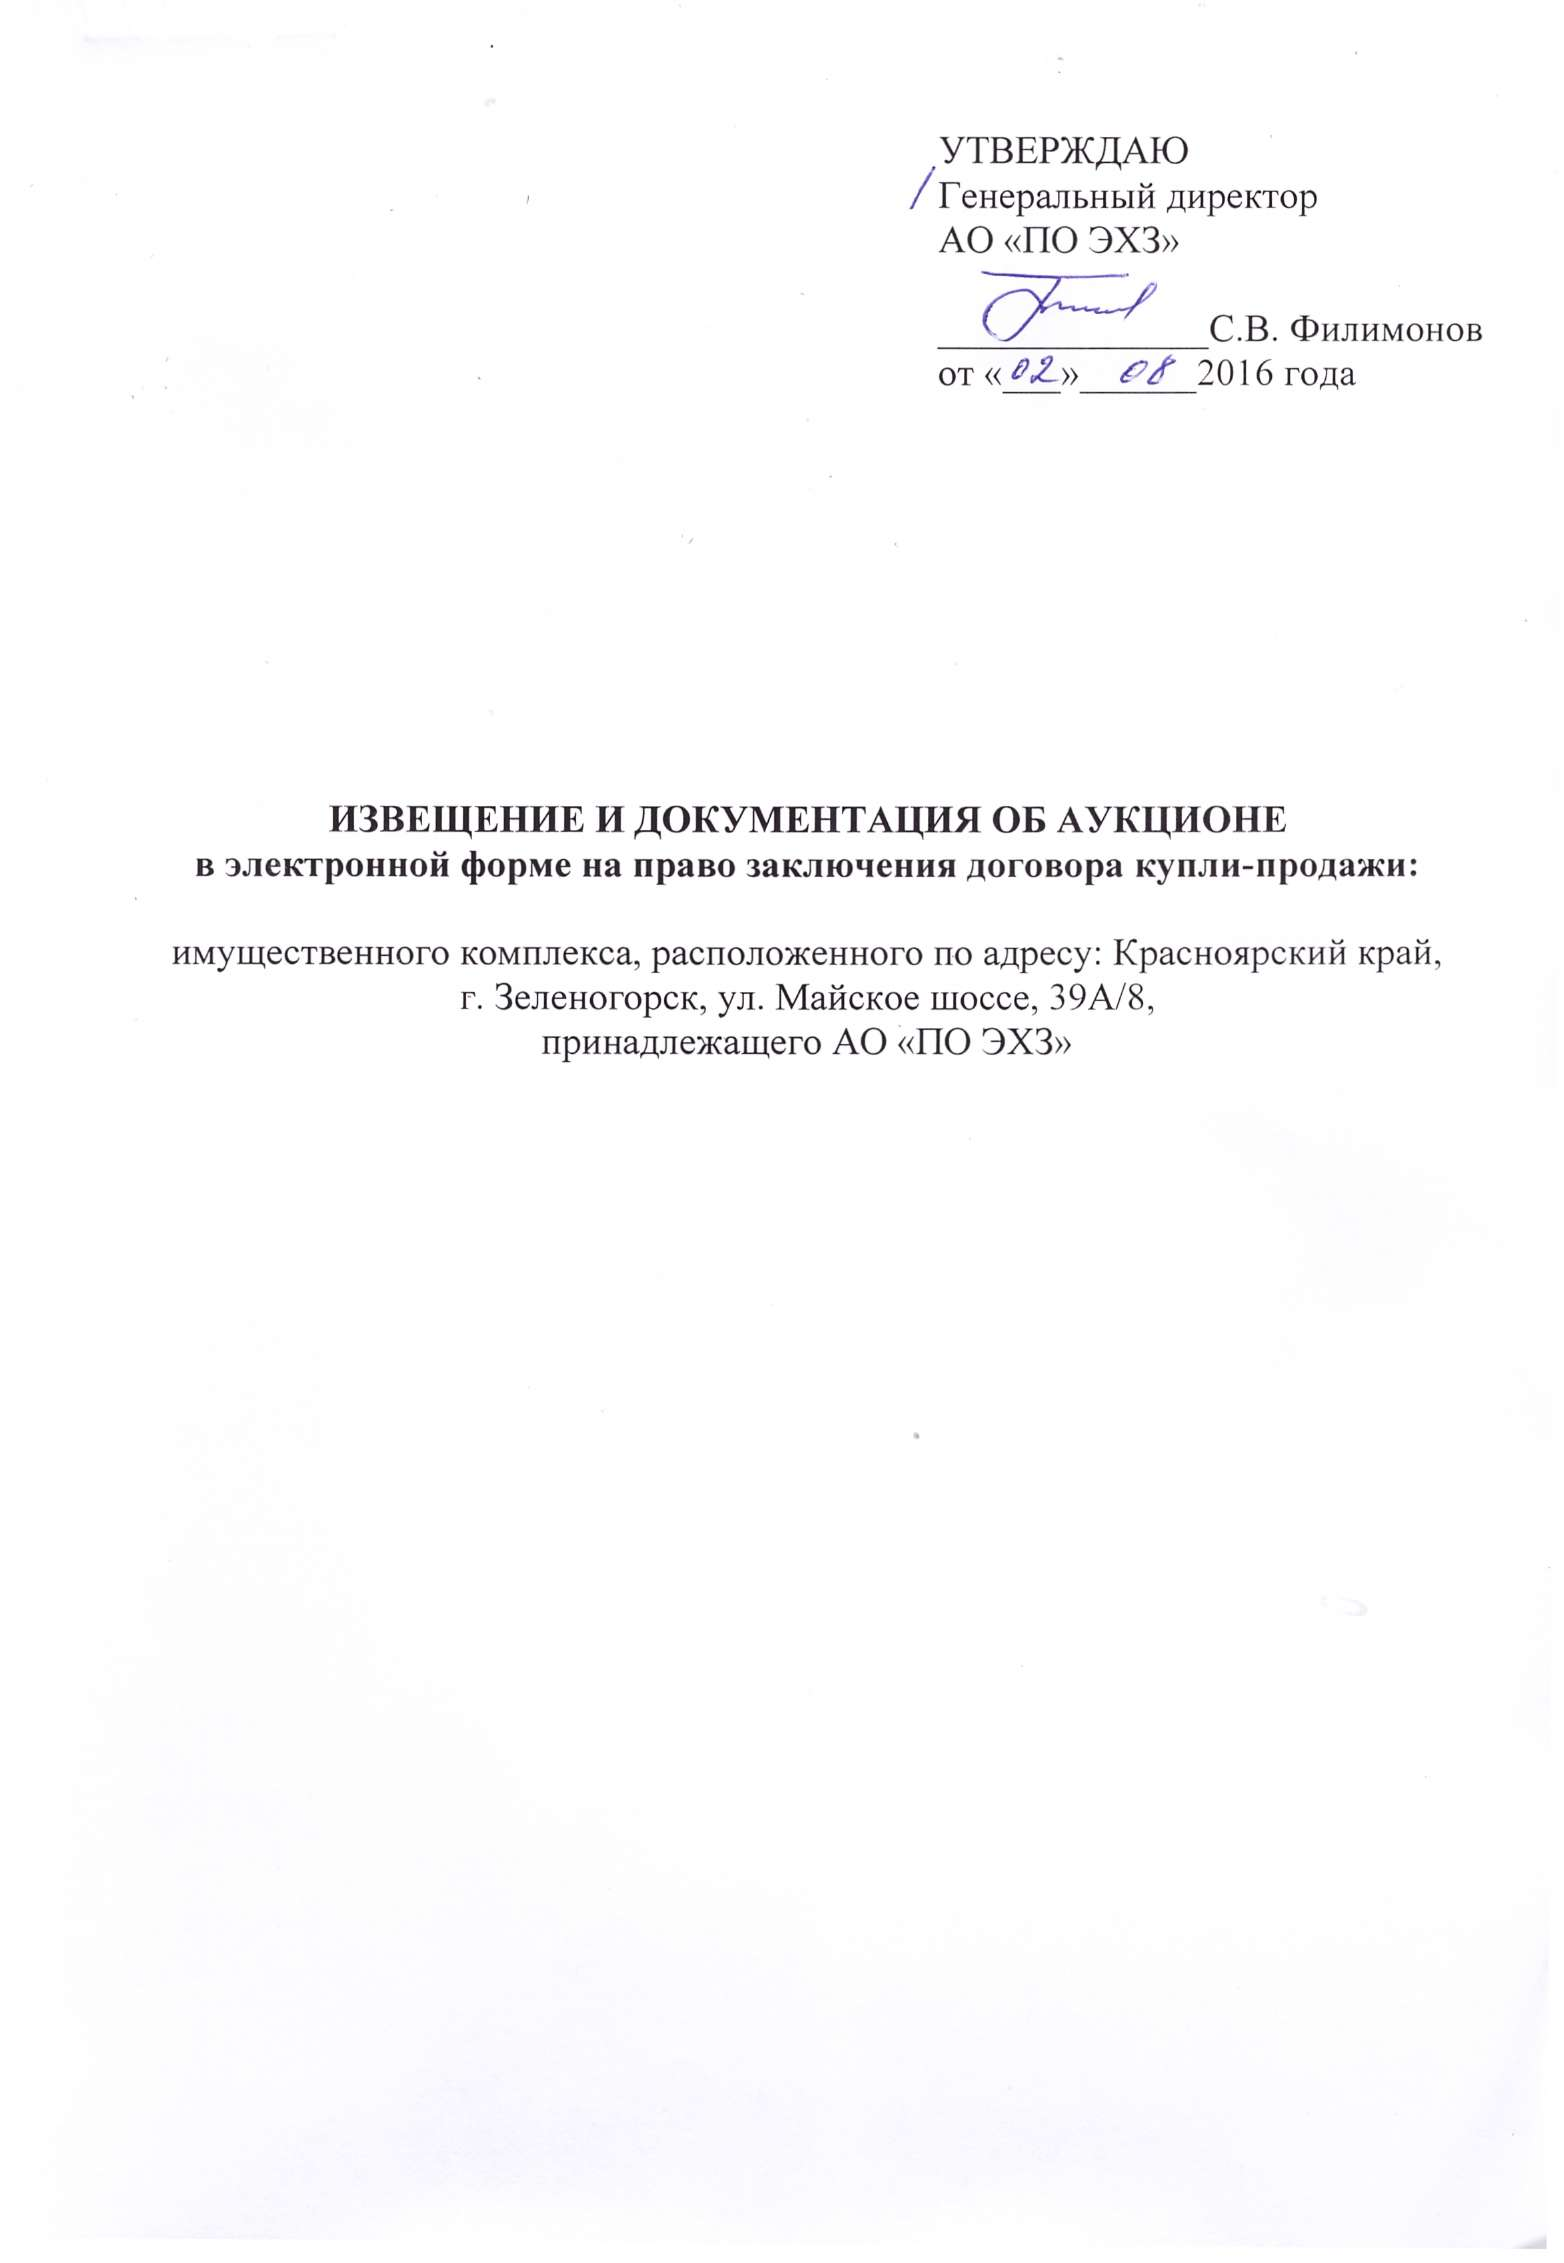 УТВЕРЖДАЮ
Генеральный директор
АО «ПО ЭХЗ»
С.В. Филимонов
от «02» 08 2016 года
ИЗВЕЩЕНИЕ И ДОКУМЕНТАЦИЯ ОБ АУКЦИОНЕ
в электронной форме на право заключения договора купли-продажи:
имущественного комплекса, расположенного по адресу: Красноярский край,
г. Зеленогорск, ул. Майское шоссе, 39А/8,
принадлежащего АО «ПО ЭХЗ»